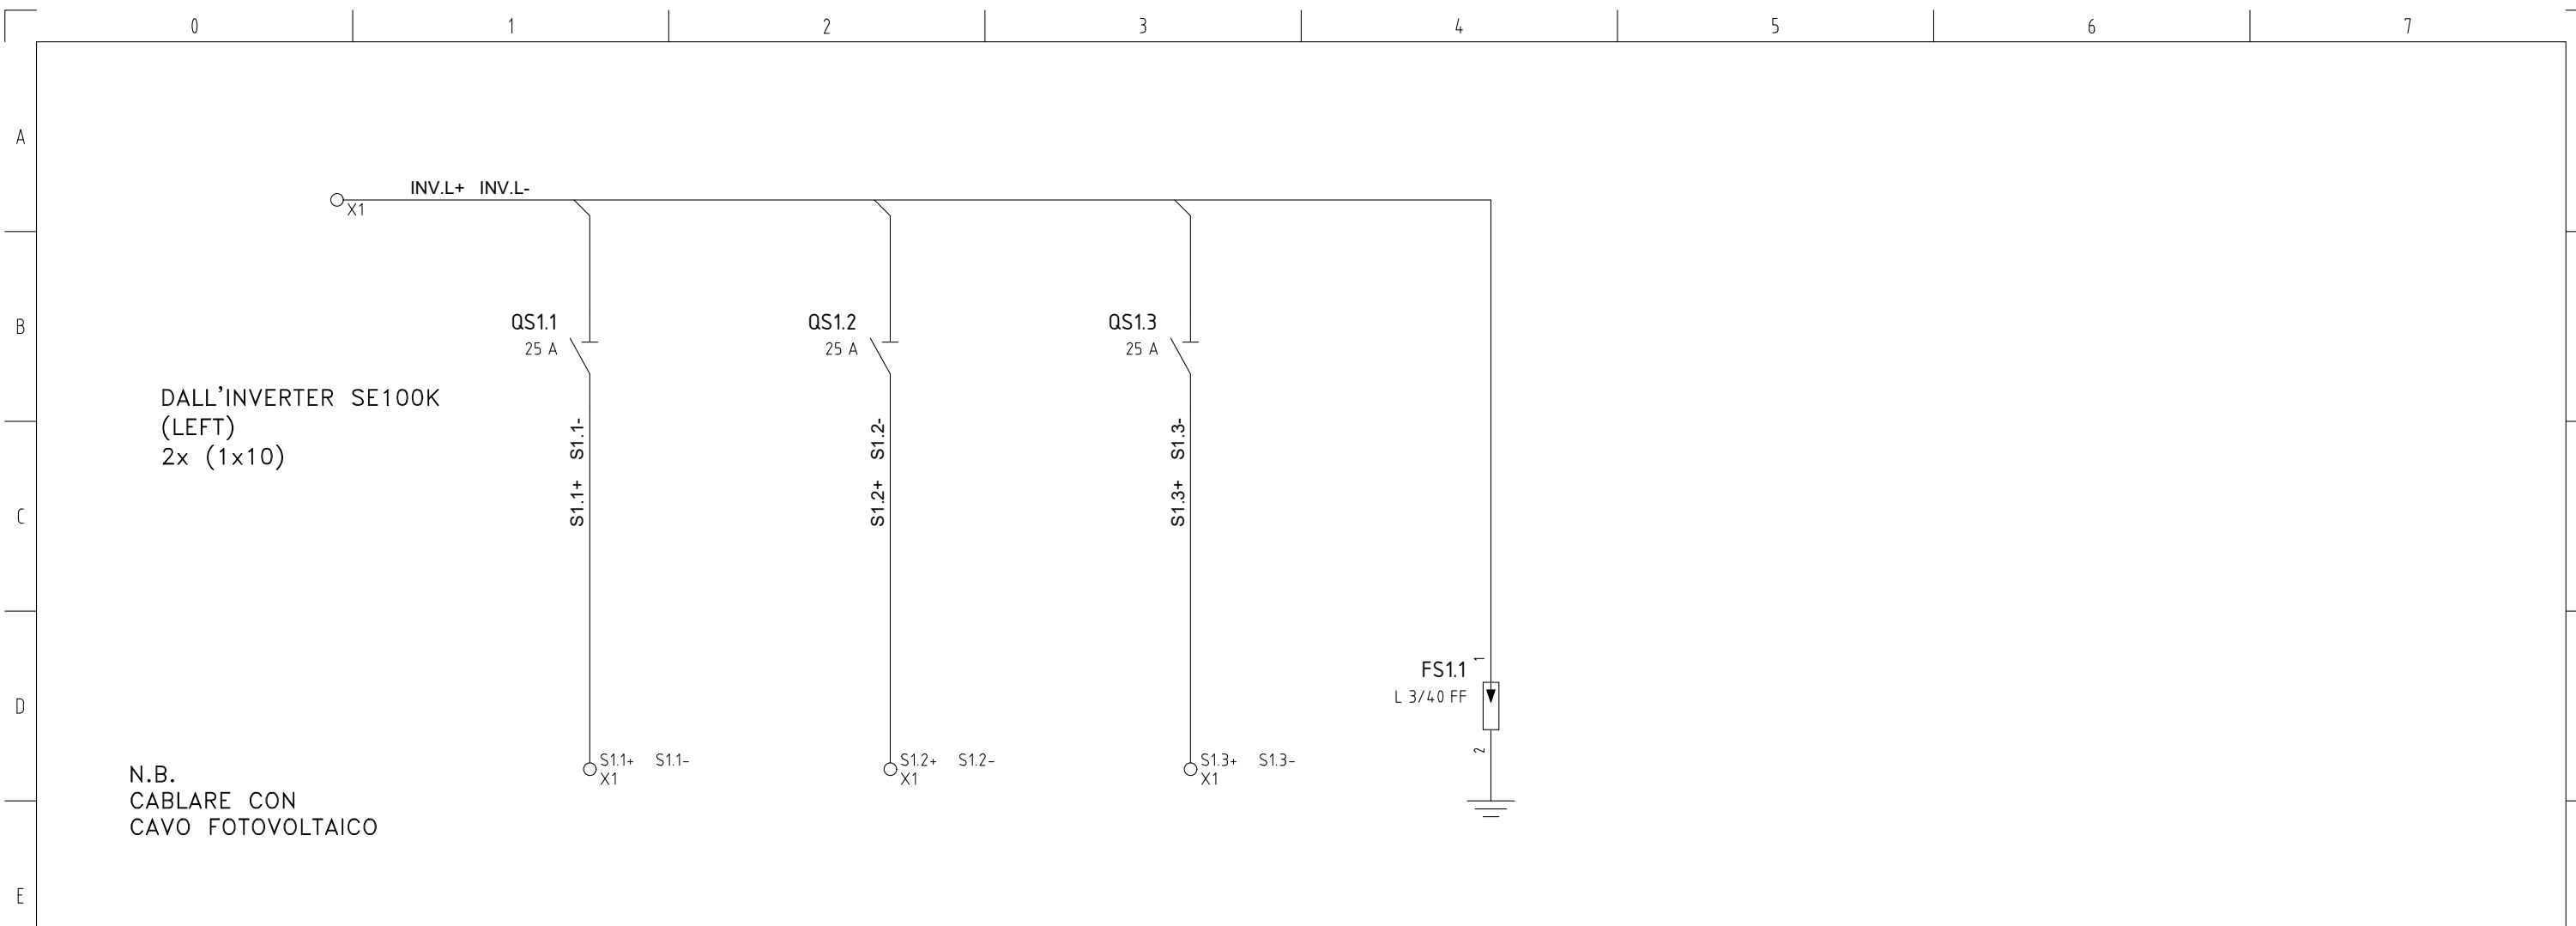 0 1 2 3 4 5 6 7
A
INV.L+ INV.L-
X1
B
QS1.1
25 A
QS1.2
25 A
QS1.3
25 A
DALL'INVERTER SE100K
(LEFT)
2x (1x10)
C
S1.1+ S1.1-
S1.2+ S1.2-
S1.3+ S1.3-
D
FS1.1
L 3/40 FF
1
2
S1.1+ S1.1-
X1
S1.2+ S1.2-
X1
S1.3+ S1.3-
X1
N.B.
CABLARE CON
CAVO FOTOVOLTAICO
E